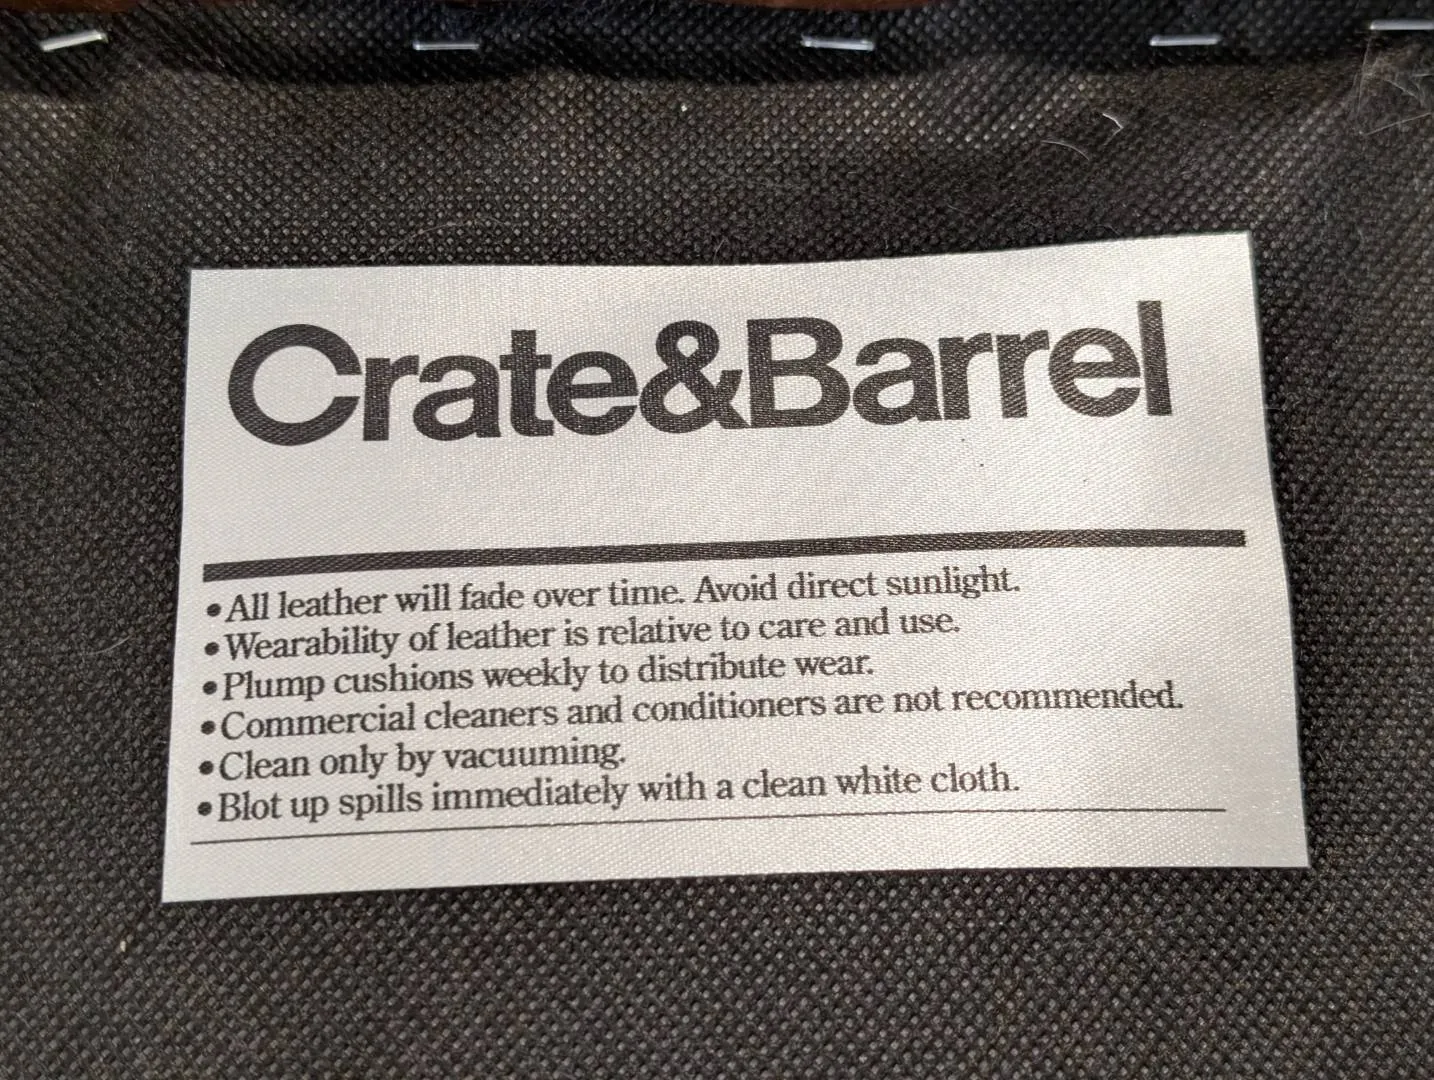 Crate&Barrel
•All leather will fade over time. Avoid direct sunlight.
•Wearability of leather is relative to care and use.
•Plump cushions weekly to distribute wear.
•Commercial cleaners and conditioners are not recommended.
•Clean only by vacuuming.
•Blot up spills immediately with a clean white cloth.